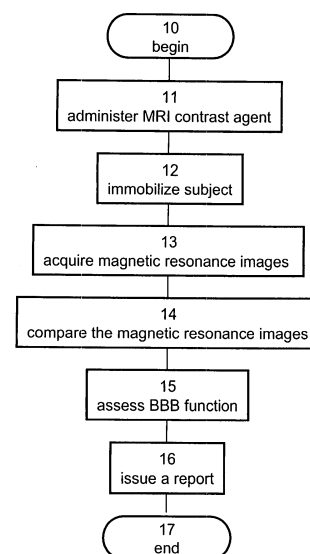 10
begin
11
administer MRI contrast agent
12
immobilize subject
13
acquire magnetic resonance images
14
compare the magnetic resonance images
15
assess BBB function
16
issue a report
17
end